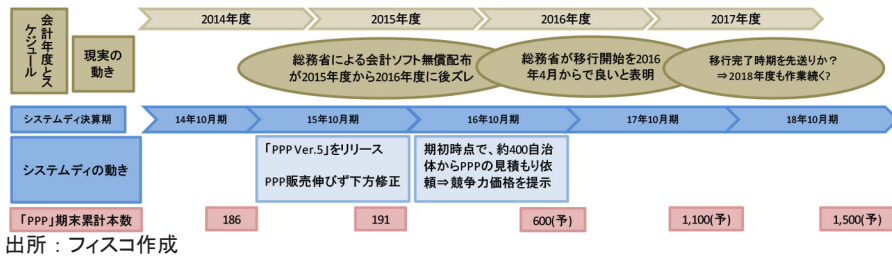 会計年度とス
ケジュール
2014年度
2015年度
2016年度
2017年度
現実の
動き
総務省による会計ソフト無償配布
が2015年度から2016年度に後ズレ
総務省が移行開始を2016
年4月からで良いと表明
移行完了時期を先送りか?
⇒2018年度も作業続く?
システムディ決算期
14年10月期
15年10月期
16年10月期
17年10月期
18年10月期
システムディの動き
「PPP Ver.5」をリリース
PPP販売伸びず下方修正
期初時点で、約400自治
体からPPPの見積もり依
頼⇒競争力価格を提示
「PPP」期末累計本数
186
191
600(予)
1,100(予)
1,500(予)
出所:フィスコ作成